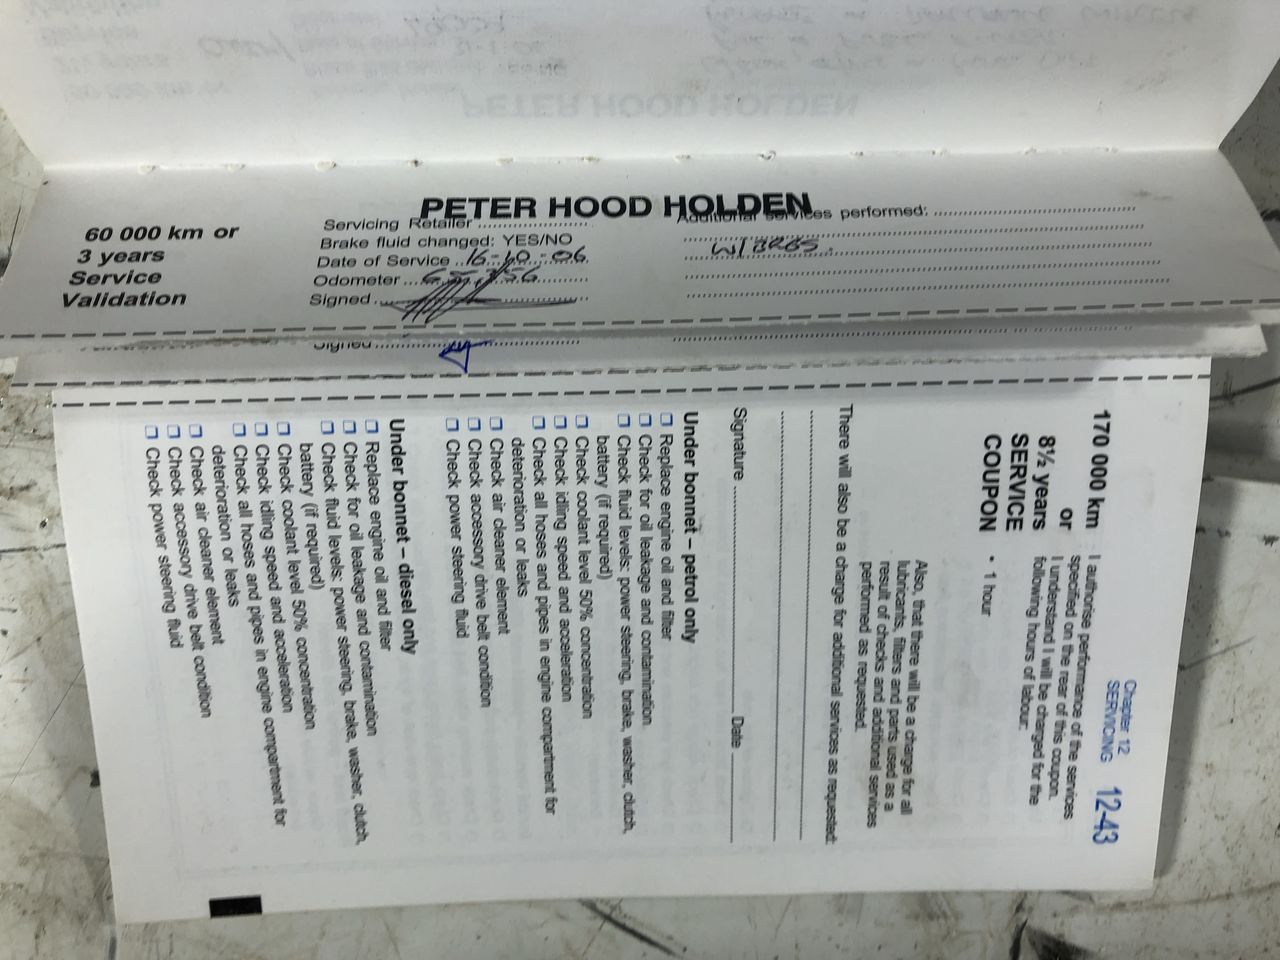 PETER HOOD HOLDEN
PETER HOOD HOLDEN
60 000 km or
3 years
Service
Validation
Servicing Retailer
Brake fluid changed: YES/NO
Date of Service 16-10-06
Odometer
Signed
Additional services performed:
Signed
Chapter 12
SERVICING 12-43
170 000 km
or
8½ years
SERVICE
COUPON
I authorise performance of the services
specified on the rear of this coupon.
I understand I will be charged for the
following hours of labour:
• 1 hour
Also, that there will be a charge for all
lubricants, filters and parts used as a
result of checks and additional services
performed as requested.
There will also be a charge for additional services as requested:
Signature Date
Under bonnet – petrol only
❑ Replace engine oil and filter
❑ Check for oil leakage and contamination
❑ Check fluid levels: power steering, brake, washer, clutch,
battery (if required)
❑ Check coolant level 50% concentration
❑ Check idling speed and acceleration
❑ Check all hoses and pipes in engine compartment for
deterioration or leaks
❑ Check air cleaner element
❑ Check accessory drive belt condition
❑ Check power steering fluid
Under bonnet – diesel only
❑ Replace engine oil and filter
❑ Check for oil leakage and contamination
❑ Check fluid levels: power steering, brake, washer, clutch,
battery (if required)
❑ Check coolant level 50% concentration
❑ Check idling speed and acceleration
❑ Check all hoses and pipes in engine compartment for
deterioration or leaks
❑ Check air cleaner element
❑ Check accessory drive belt condition
❑ Check power steering fluid